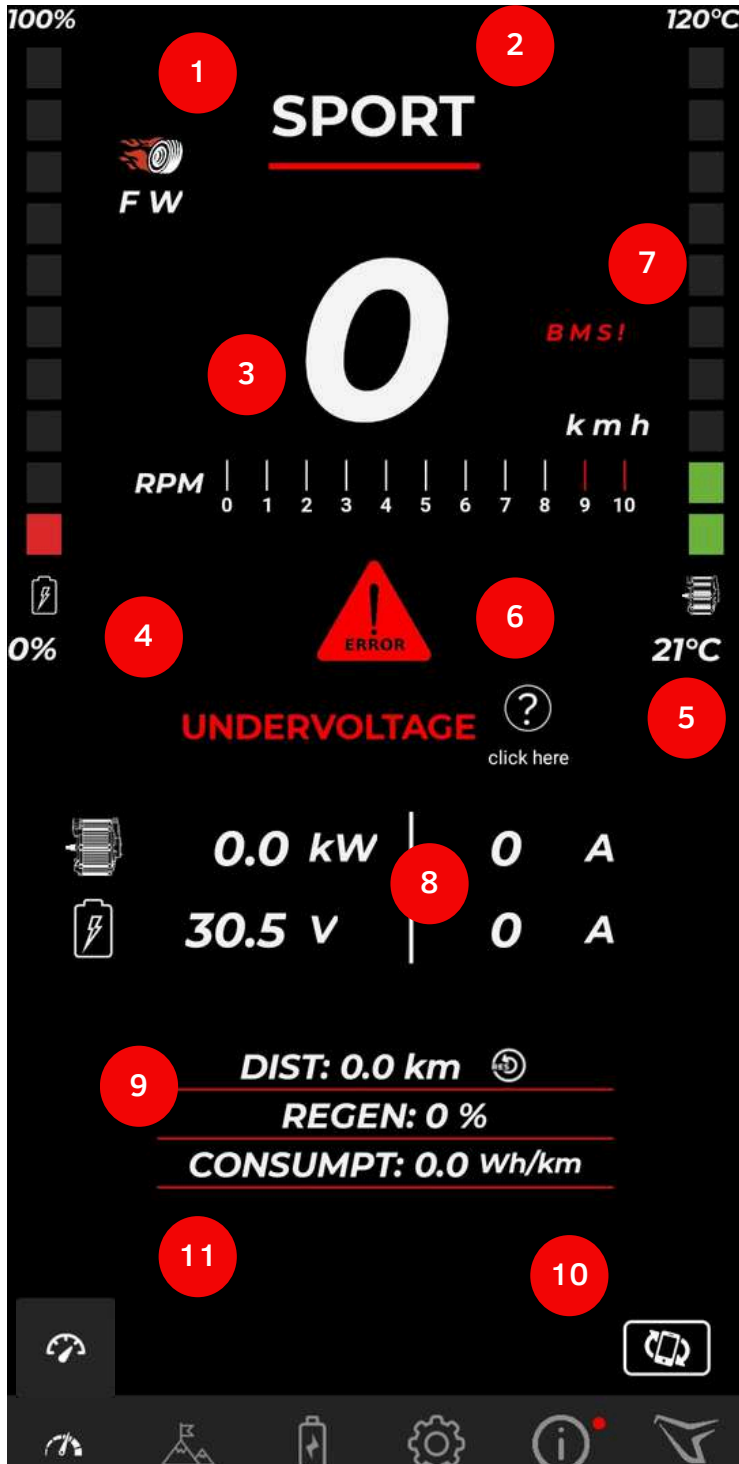 100%
120°C
1
2
SPORT
F W
7
0
BMS!
3
kmh
RPM
0 1 2 3 4 5 6 7 8 9 10
4
ERROR
6
0%
21°C
5
UNDERVOLTAGE
?
click here
0.0 kW 0 A
8
30.5 V 0 A
9
DIST: 0.0 km RES
REGEN: 0 %
CONSUMPT: 0.0 Wh/km
11
10
i